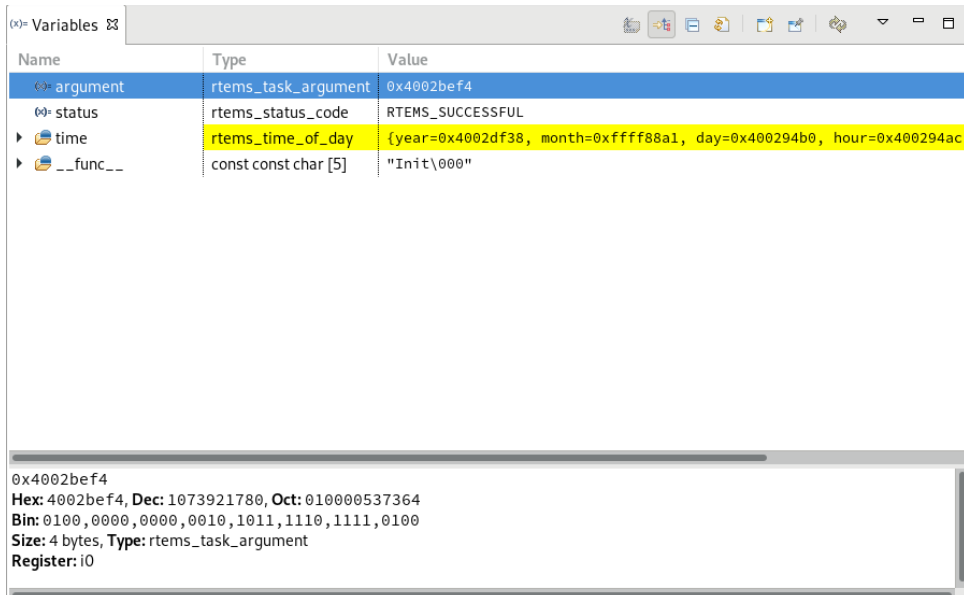 (x)= Variables
Name Type Value
(x)= argument rtems_task_argument 0x4002bef4
(x)= status rtems_status_code RTEMS_SUCCESSFUL
time rtems_time_of_day {year=0x4002df38, month=0xffff88a1, day=0x400294b0, hour=0x400294ac
__func__ const const char [5] "Init\000"
0x4002bef4
Hex: 4002bef4, Dec: 1073921780, Oct: 010000537364
Bin: 0100,0000,0000,0010,1011,1110,1111,0100
Size: 4 bytes, Type: rtems_task_argument
Register: i0